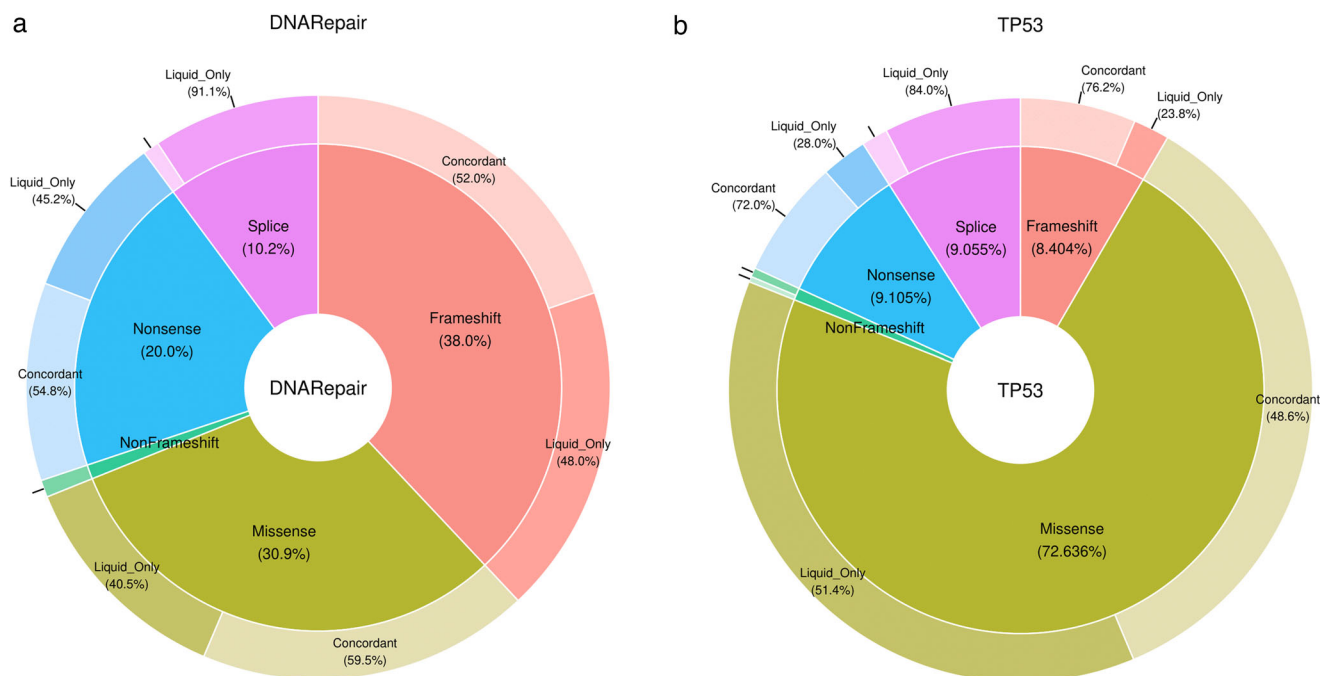 a
DNARepair
Liquid_Only
(91.1%)
Concordant
(52.0%)
Liquid_Only
(45.2%)
Splice
(10.2%)
Frameshift
(38.0%)
Nonsense
(20.0%)
DNARepair
Concordant
(54.8%)
NonFrameshift
Liquid_Only
(48.0%)
Missense
(30.9%)
Liquid_Only
(40.5%)
Concordant
(59.5%)
b
TP53
Liquid_Only
(84.0%)
Concordant
(76.2%)
Liquid_Only
(23.8%)
Liquid_Only
(28.0%)
Concordant
(72.0%)
Splice
(9.055%)
Frameshift
(8.404%)
Nonsense
(9.105%)
NonFrameshift
TP53
Concordant
(48.6%)
Missense
(72.636%)
Liquid_Only
(51.4%)